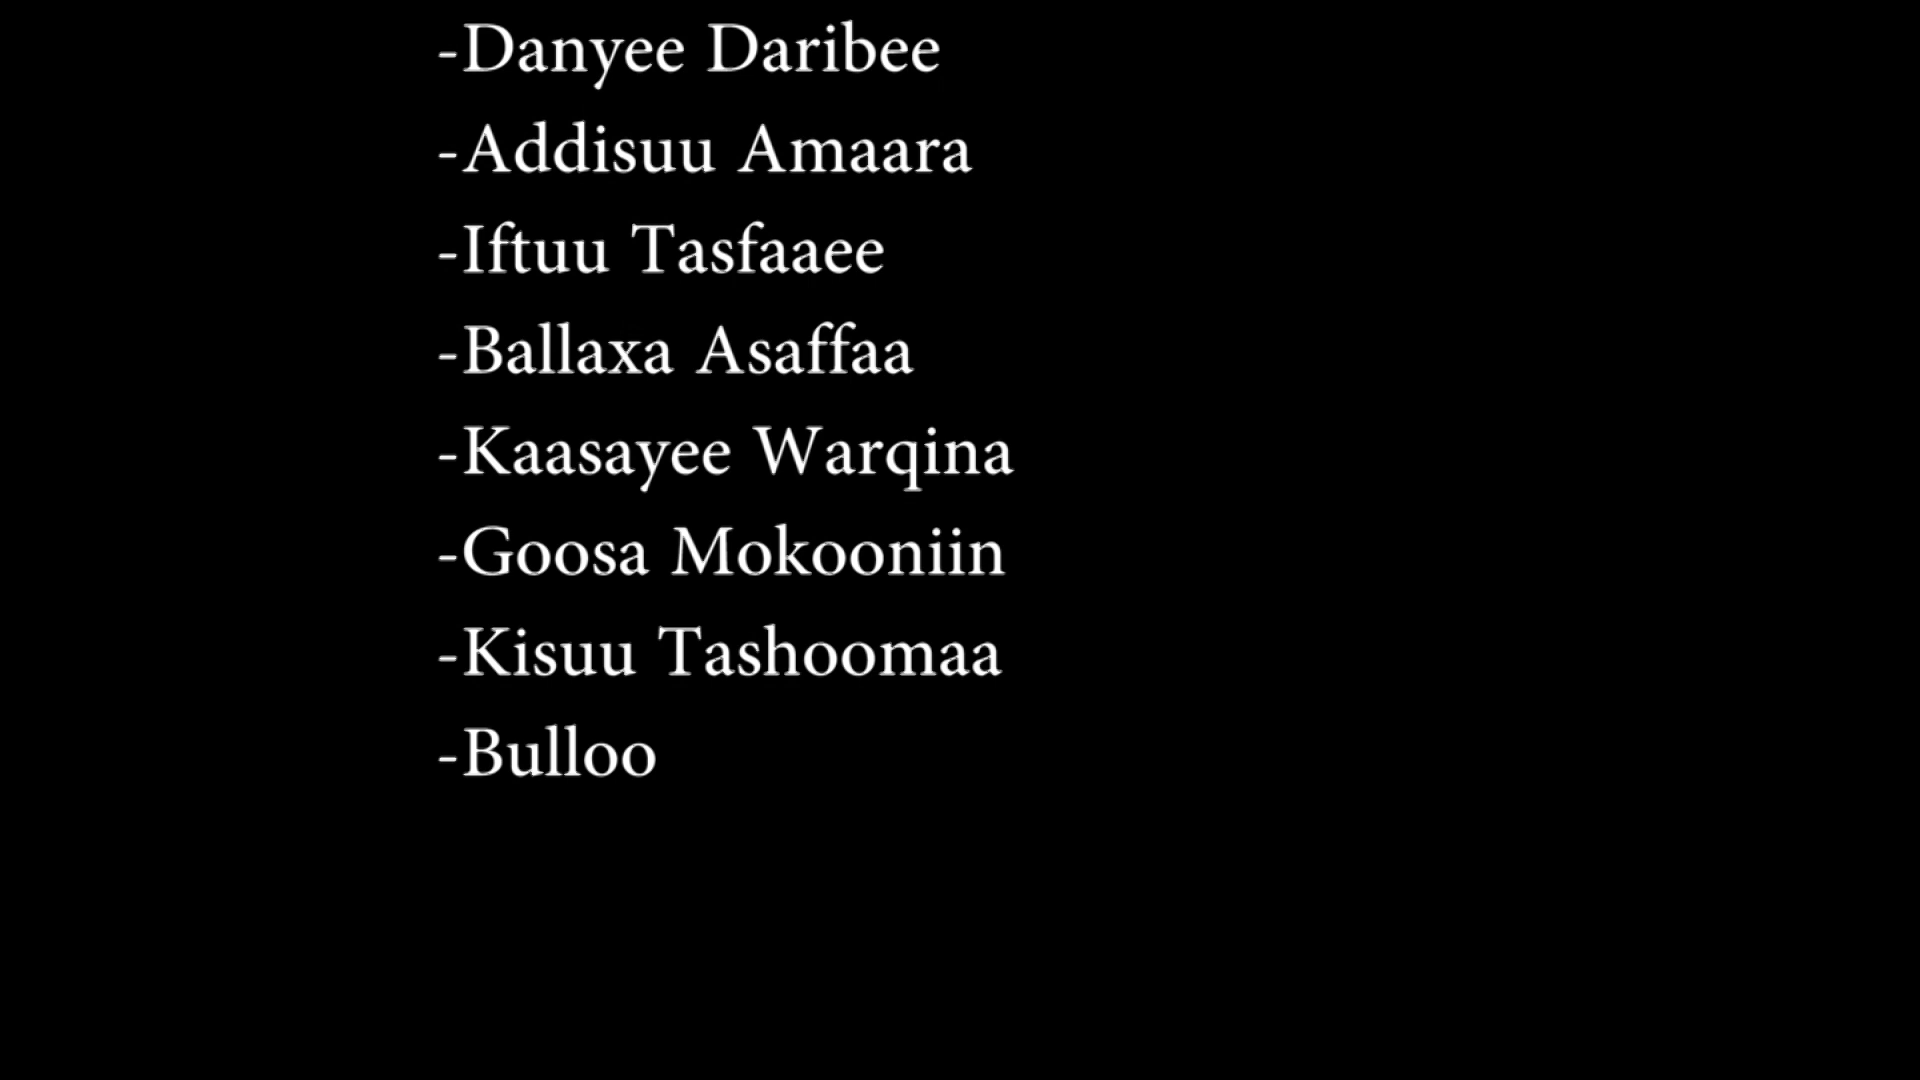 -Danyee Daribee
-Addisuu Amaara
-Iftuu Tasfaaee
-Ballaxa Asaffaa
-Kaasayee Warqina
-Goosa Mokooniin
-Kisuu Tashoomaa
-Bulloo